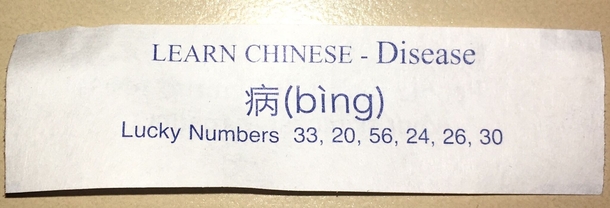 LEARN CHINESE - Disease
病(bìng)
Lucky Numbers 33, 20, 56, 24, 26, 30